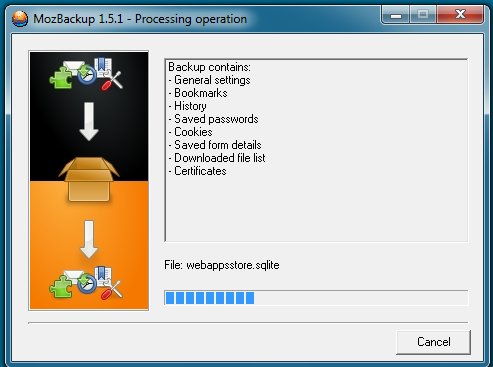 MozBackup 1.5.1 - Processing operation
Backup contains:
- General settings
- Bookmarks
- History
- Saved passwords
- Cookies
- Saved form details
- Downloaded file list
- Certificates
File: webappsstore.sqlite
Cancel